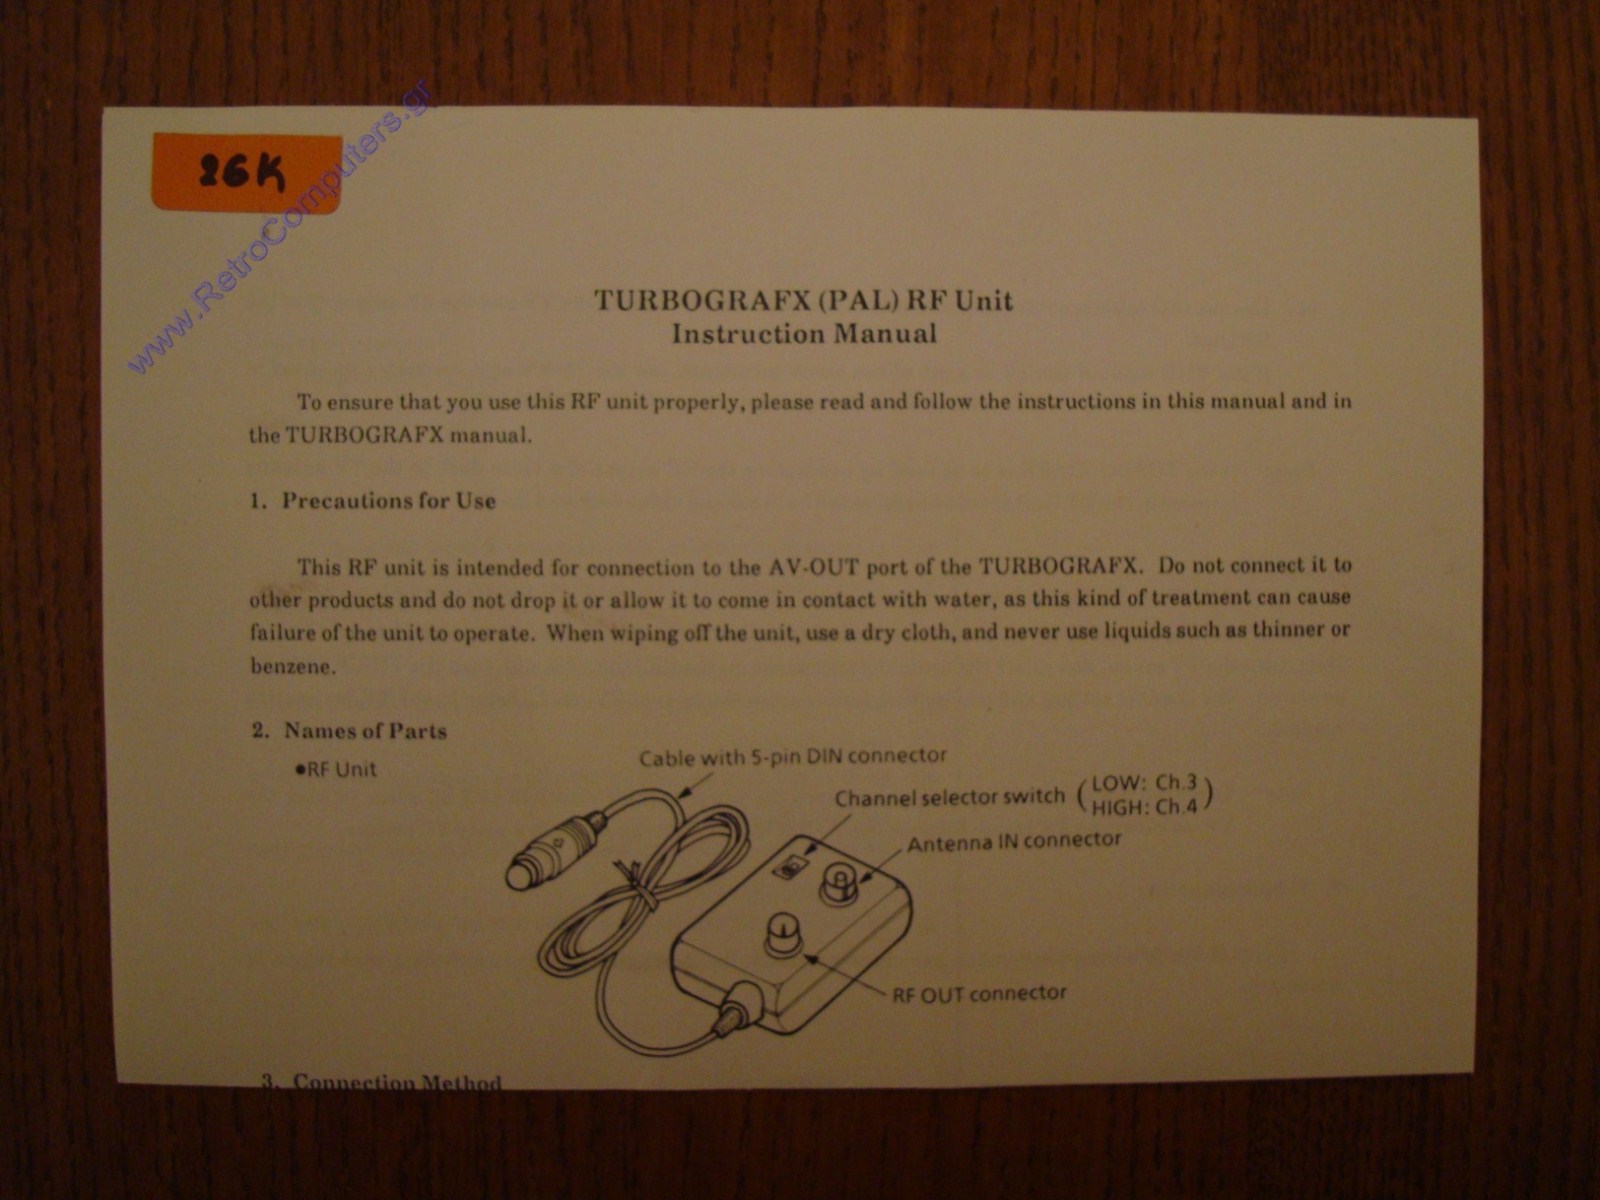 26K
www.RetroComputers.gr
TURBOGRAFX (PAL) RF Unit
Instruction Manual
To ensure that you use this RF unit properly, please read and follow the instructions in this manual and in
the TURBOGRAFX manual.
1. Precautions for Use
This RF unit is intended for connection to the AV-OUT port of the TURBOGRAFX. Do not connect it to
other products and do not drop it or allow it to come in contact with water, as this kind of treatment can cause
failure of the unit to operate. When wiping off the unit, use a dry cloth, and never use liquids such as thinner or
benzene.
2. Names of Parts
●RF Unit
Cable with 5-pin DIN connector
Channel selector switch (LOW: Ch.3
HIGH: Ch.4)
Antenna IN connector
RF OUT connector
3. Connection Method